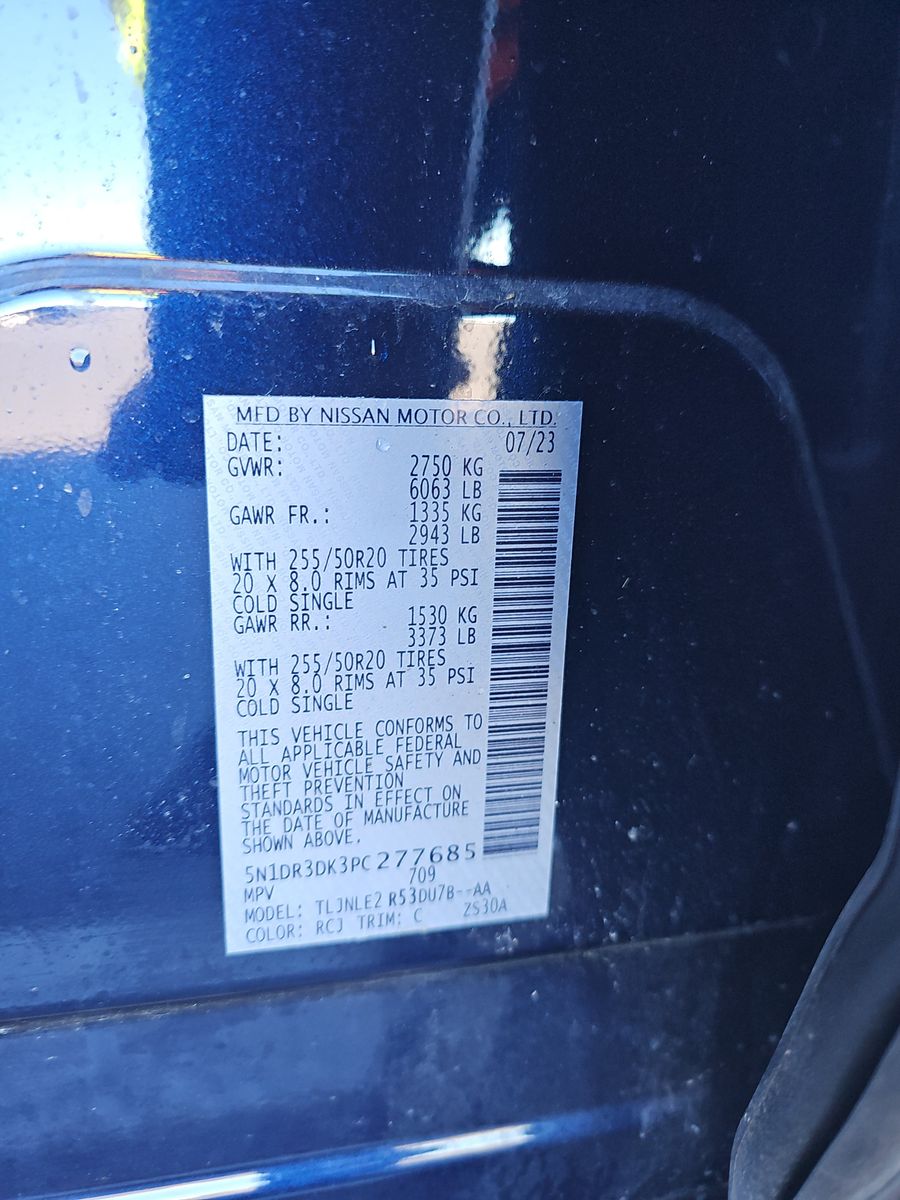 MFD BY NISSAN MOTOR CO., LTD.
DATE: 07/23
GVWR: 2750 KG
6063 LB
GAWR FR.: 1335 KG
2943 LB
WITH 255/50R20 TIRES
20 X 8.0 RIMS AT 35 PSI
COLD SINGLE
GAWR RR.: 1530 KG
3373 LB
WITH 255/50R20 TIRES
20 X 8.0 RIMS AT 35 PSI
COLD SINGLE
THIS VEHICLE CONFORMS TO
ALL APPLICABLE FEDERAL
MOTOR VEHICLE SAFETY AND
THEFT PREVENTION
STANDARDS IN EFFECT ON
THE DATE OF MANUFACTURE
SHOWN ABOVE.
5N1DR3DK3PC277685
MPV 709
MODEL: TLJNLE2 R53DU7B--AA
COLOR: RCJ TRIM: C ZS30A